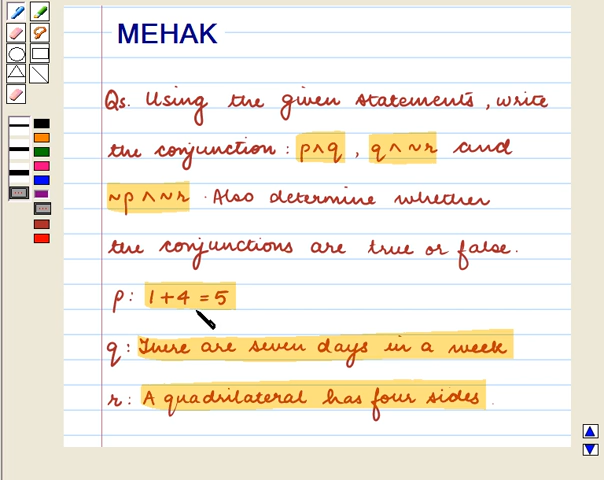 MEHAK
Qs. Using the given statements, write
the conjunction : p∧q , q∧~r and
~p∧~r . Also determine whether
the conjunctions are true or false.
p: 1+4=5
q: There are seven days in a week
r: A quadrilateral has four sides.